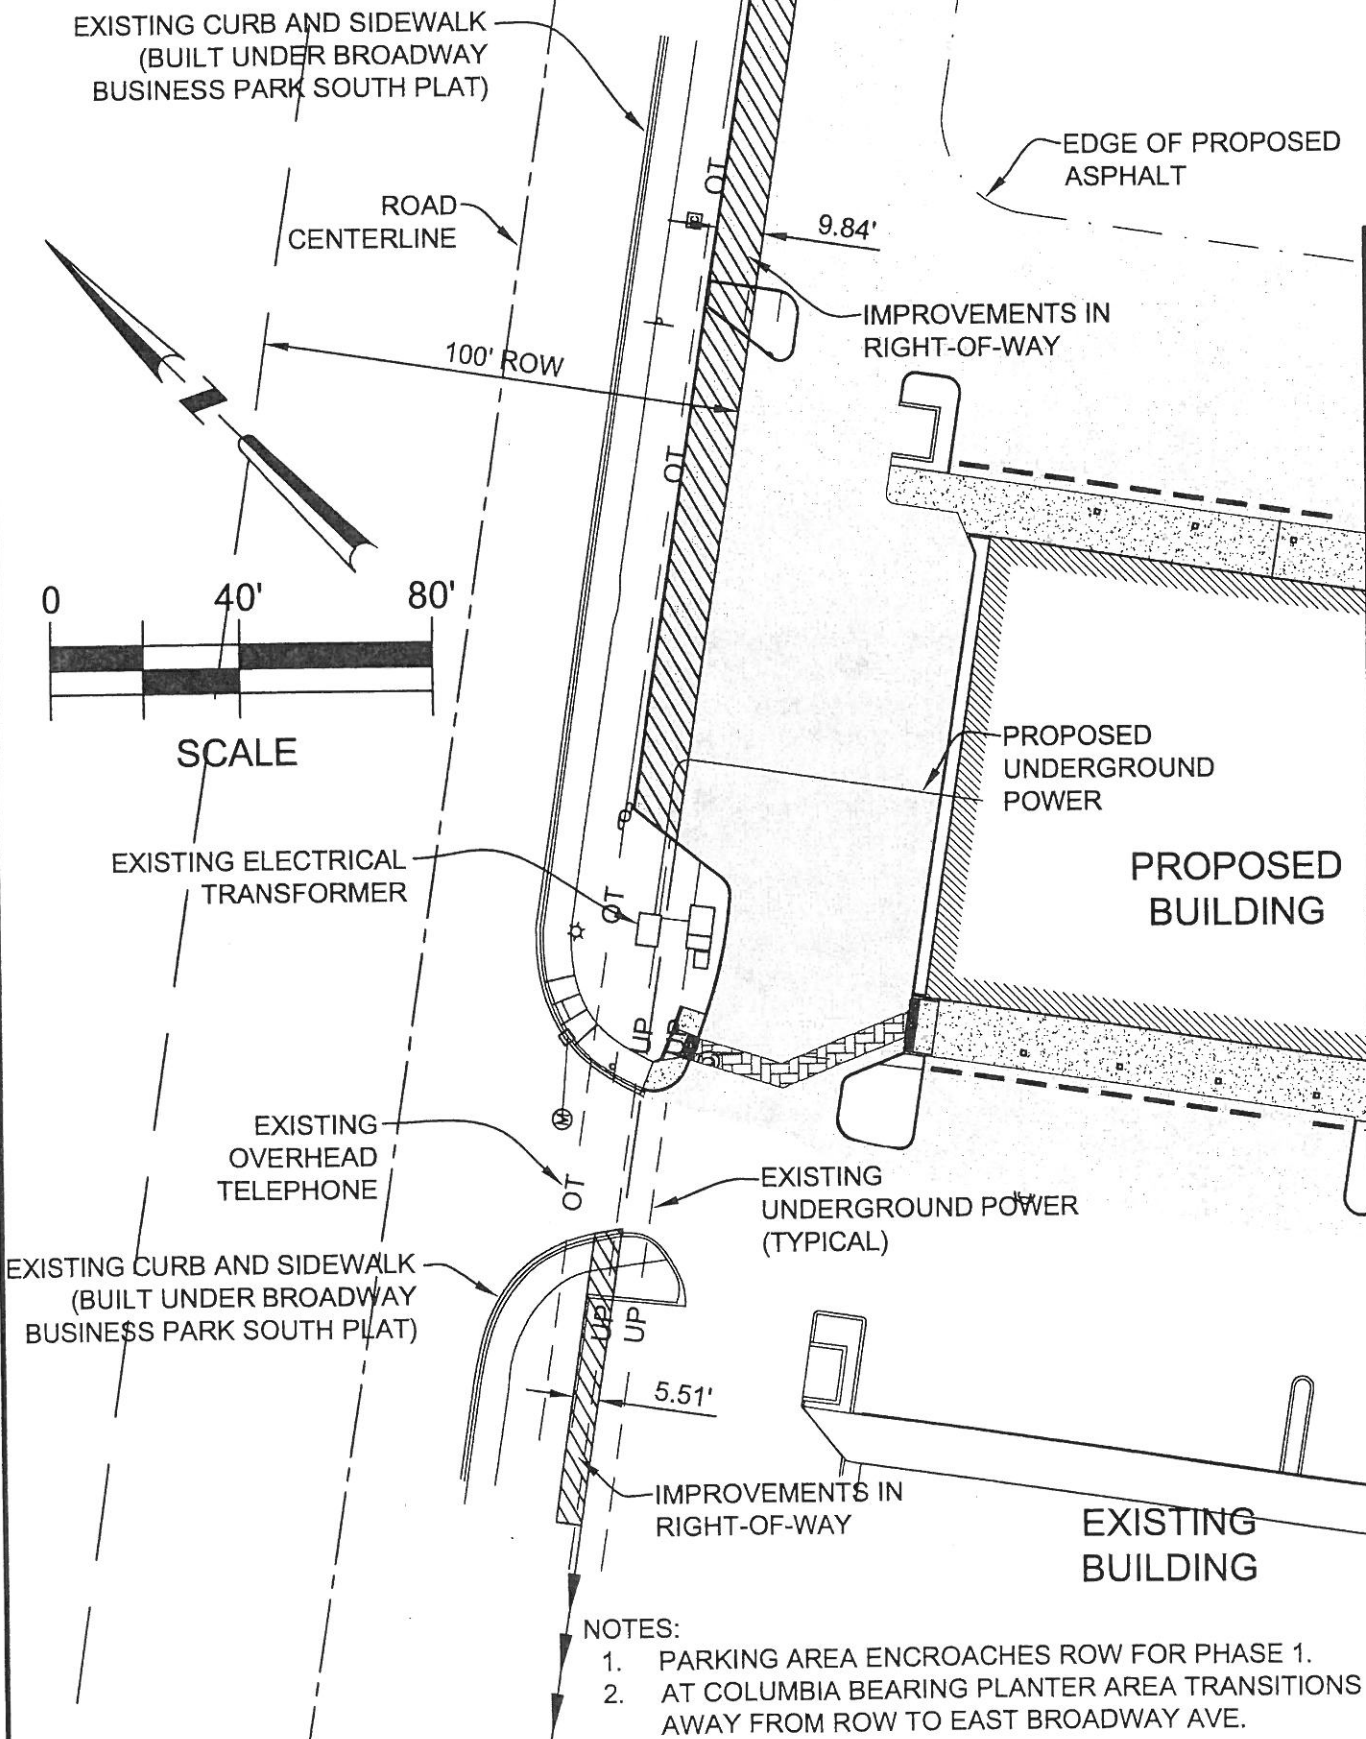 EXISTING CURB AND SIDEWALK
(BUILT UNDER BROADWAY
BUSINESS PARK SOUTH PLAT)
EDGE OF PROPOSED
ASPHALT
OT
ROAD
CENTERLINE
9.84'
IMPROVEMENTS IN
RIGHT-OF-WAY
100' ROW
OT
0 40' 80'
SCALE
PROPOSED
UNDERGROUND
POWER
EXISTING ELECTRICAL
TRANSFORMER
PROPOSED
BUILDING
OT
UP
UP
M
EXISTING
OVERHEAD
TELEPHONE
OT
EXISTING
UNDERGROUND POWER
(TYPICAL)
EXISTING CURB AND SIDEWALK
(BUILT UNDER BROADWAY
BUSINESS PARK SOUTH PLAT)
UP
UP
5.51'
IMPROVEMENTS IN
RIGHT-OF-WAY
EXISTING
BUILDING
NOTES:
1. PARKING AREA ENCROACHES ROW FOR PHASE 1.
2. AT COLUMBIA BEARING PLANTER AREA TRANSITIONS
AWAY FROM ROW TO EAST BROADWAY AVE.